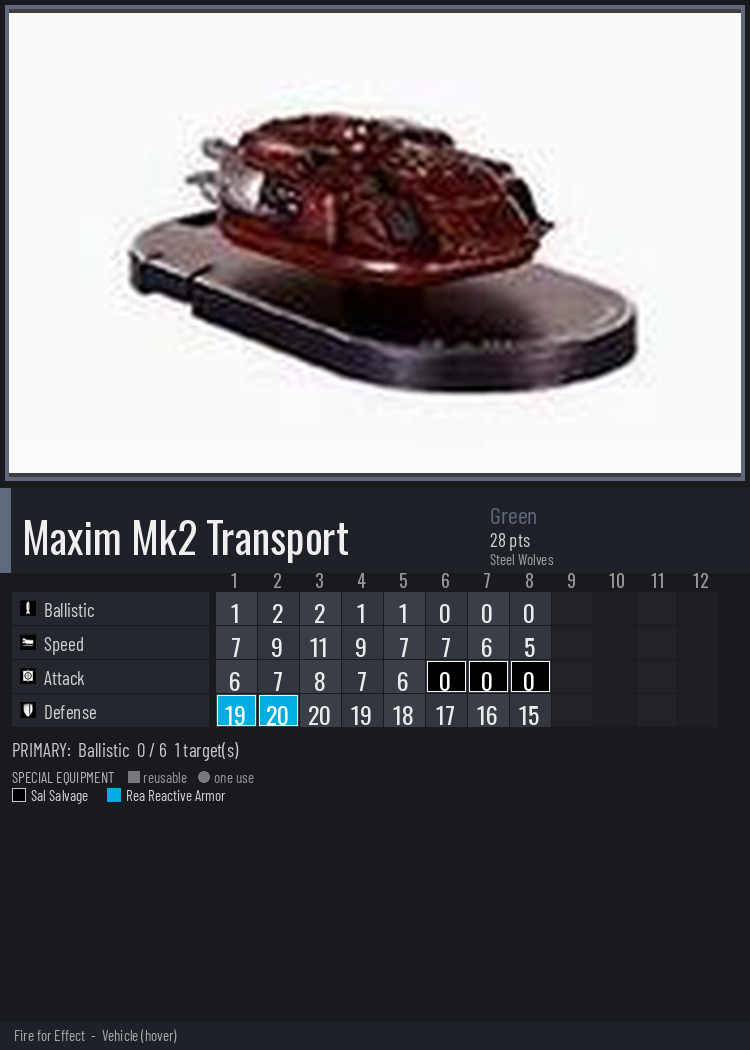 Maxim Mk2 Transport
Green
28 pts
Steel Wolves
1 2 3 4 5 6 7 8 9 10 11 12
Ballistic 1 2 2 1 1 0 0 0
Speed 7 9 11 9 7 7 6 5
Attack 6 7 8 7 6 0 0 0
Defense 19 20 20 19 18 17 16 15
PRIMARY: Ballistic 0 / 6 1 target(s)
SPECIAL EQUIPMENT reusable one use
Sal Salvage Rea Reactive Armor
Fire for Effect - Vehicle (hover)